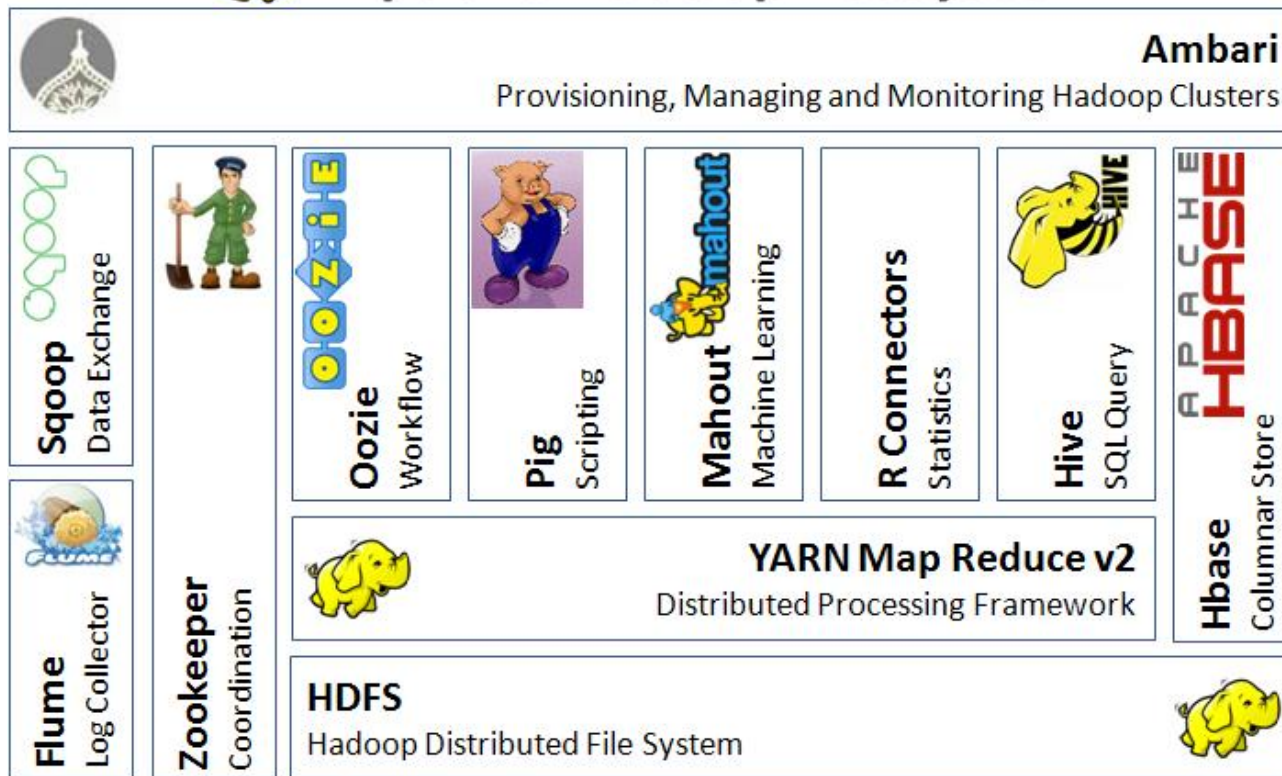 Ambari
Provisioning, Managing and Monitoring Hadoop Clusters
sqoop
Sqoop
Data Exchange
FLUME
Flume
Log Collector
Zookeeper
Coordination
OOZiE
Oozie
Workflow
Pig
Scripting
mahout
Mahout
Machine Learning
R Connectors
Statistics
HIVE
Hive
SQL Query
APACHE
HBASE
Hbase
Columnar Store
YARN Map Reduce v2
Distributed Processing Framework
HDFS
Hadoop Distributed File System